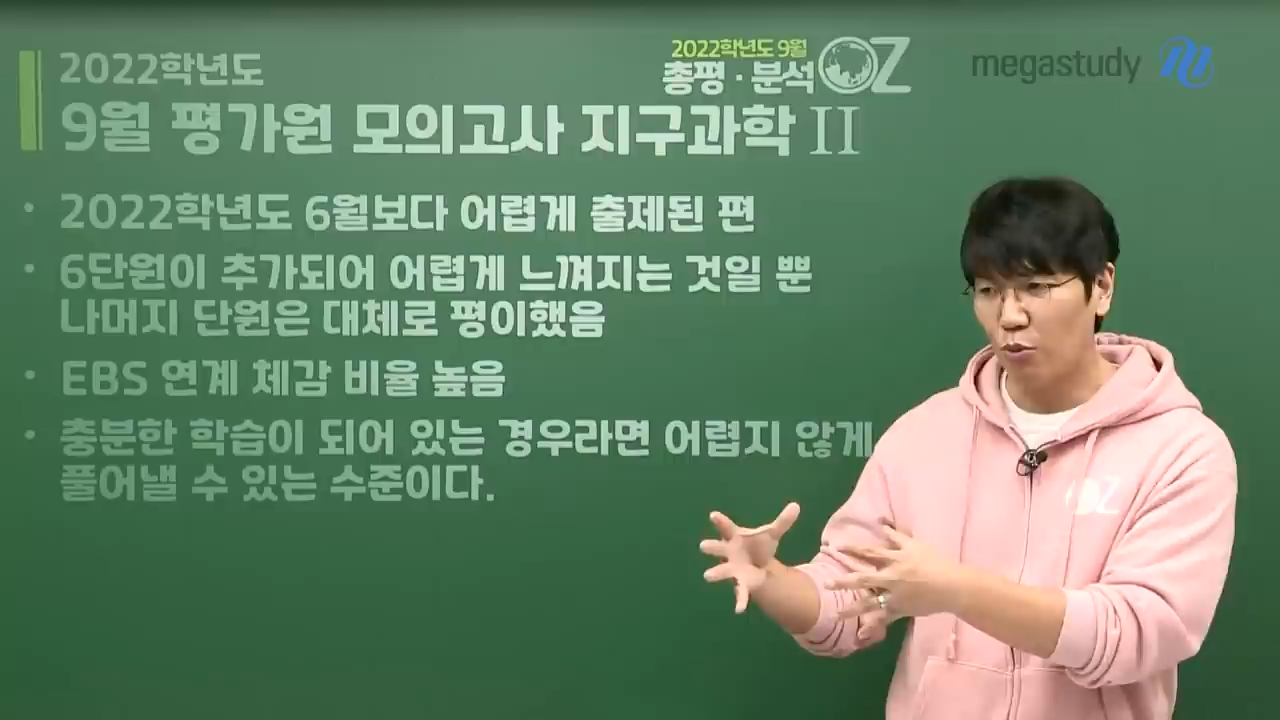 2022학년도
9월 평가원 모의고사 지구과학 II
2022학년도 9월
총평·분석 OZ
megastudy
• 2022학년도 6월보다 어렵게 출제된 편
• 6단원이 추가되어 어렵게 느껴지는 것일 뿐
나머지 단원은 대체로 평이했음
• EBS 연계 체감 비율 높음
• 충분한 학습이 되어 있는 경우라면 어렵지 않게
풀어낼 수 있는 수준이다.
OZ